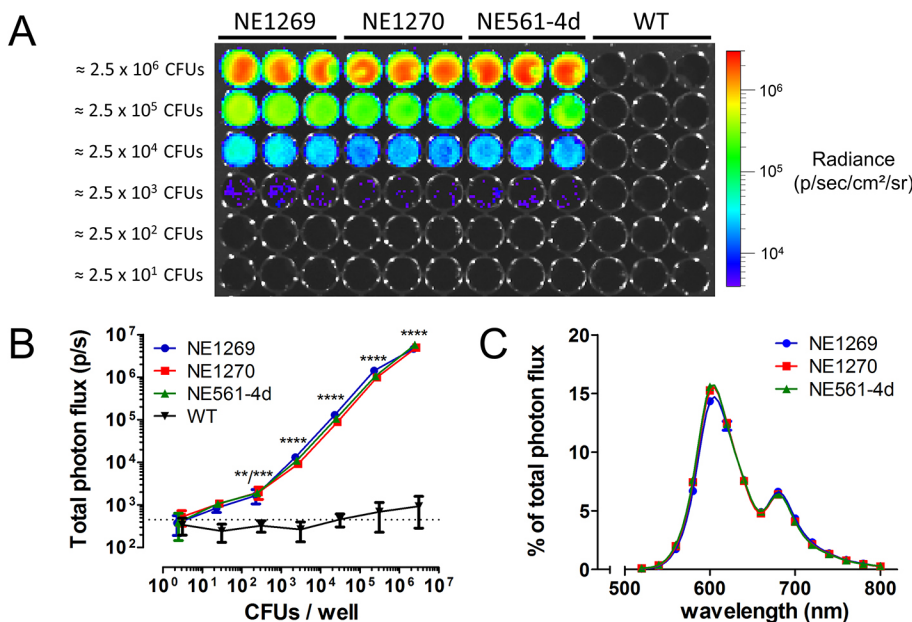 A
NE1269 NE1270 NE561-4d WT
≈ 2.5 x 10⁶ CFUs
≈ 2.5 x 10⁵ CFUs
≈ 2.5 x 10⁴ CFUs
≈ 2.5 x 10³ CFUs
≈ 2.5 x 10² CFUs
≈ 2.5 x 10¹ CFUs
10⁶
10⁵
10⁴
Radiance
(p/sec/cm²/sr)
B
Total photon flux (p/s)
10⁷
10⁶
10⁵
10⁴
10³
10²
NE1269
NE1270
NE561-4d
WT
**/***
****
****
****
****
10⁰ 10¹ 10² 10³ 10⁴ 10⁵ 10⁶ 10⁷
CFUs / well
C
% of total photon flux
20
15
10
5
0
NE1269
NE1270
NE561-4d
500 600 700 800
wavelength (nm)